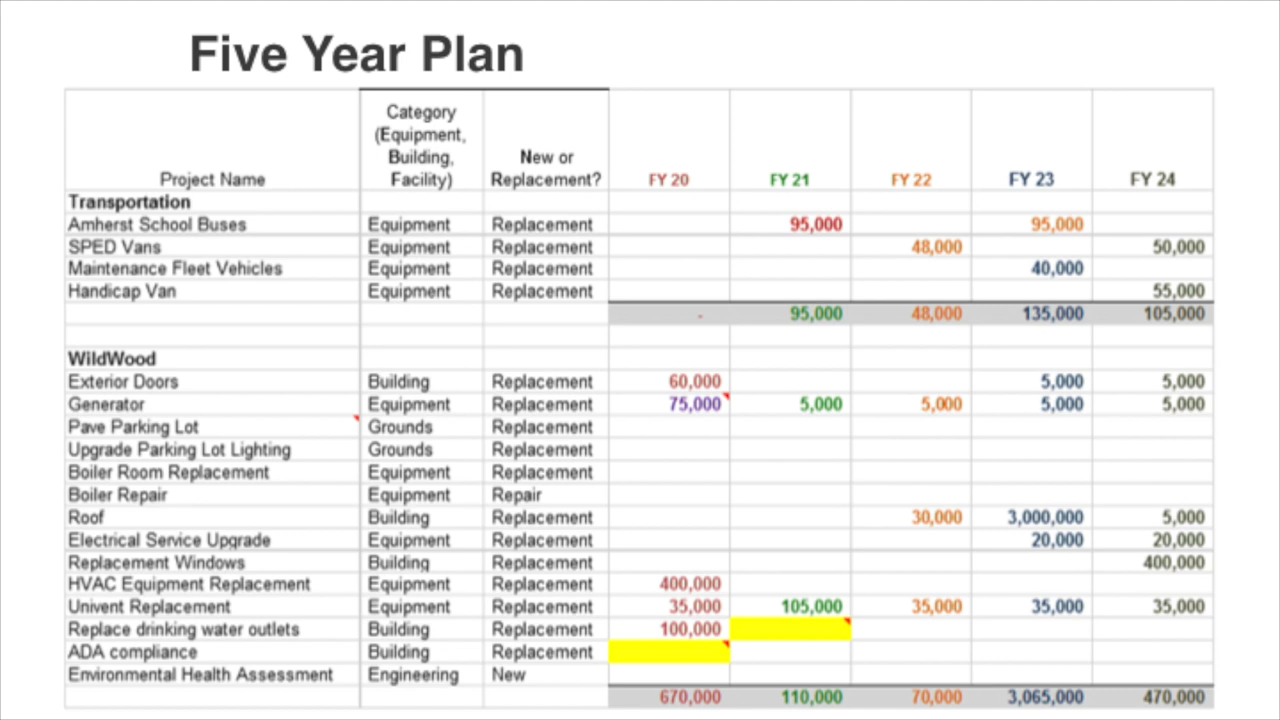 Five Year Plan
Project Name Category (Equipment, Building, Facility) New or Replacement? FY 20 FY 21 FY 22 FY 23 FY 24
Transportation
Amherst School Buses Equipment Replacement 95,000 95,000
SPED Vans Equipment Replacement 48,000 50,000
Maintenance Fleet Vehicles Equipment Replacement 40,000
Handicap Van Equipment Replacement 55,000
- 95,000 48,000 135,000 105,000
WildWood
Exterior Doors Building Replacement 60,000 5,000 5,000
Generator Equipment Replacement 75,000 5,000 5,000 5,000 5,000
Pave Parking Lot Grounds Replacement
Upgrade Parking Lot Lighting Grounds Replacement
Boiler Room Replacement Equipment Replacement
Boiler Repair Equipment Repair
Roof Building Replacement 30,000 3,000,000 5,000
Electrical Service Upgrade Equipment Replacement 20,000 20,000
Replacement Windows Building Replacement 400,000
HVAC Equipment Replacement Equipment Replacement 400,000
Univent Replacement Equipment Replacement 35,000 105,000 35,000 35,000 35,000
Replace drinking water outlets Building Replacement 100,000
ADA compliance Building Replacement
Environmental Health Assessment Engineering New
670,000 110,000 70,000 3,065,000 470,000